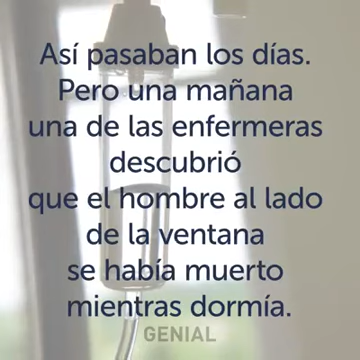 Así pasaban los días.
Pero una mañana
una de las enfermeras
descubrió
que el hombre al lado
de la ventana
se había muerto
mientras dormía.
GENIAL